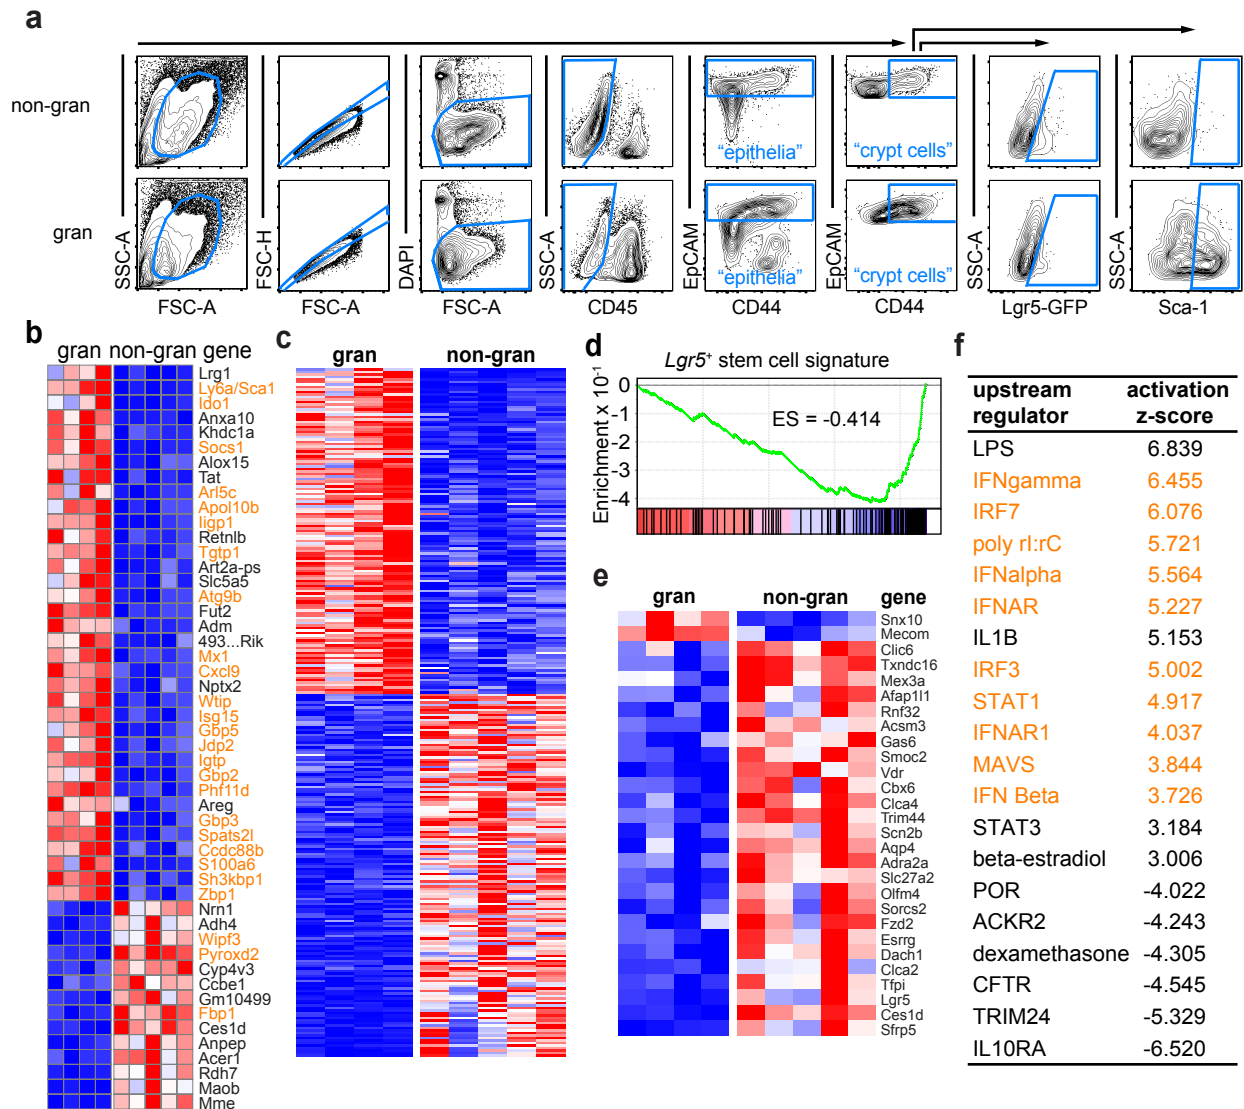 a
non-gran
gran
SSC-A
FSC-A
FSC-H
FSC-A
DAPI
FSC-A
SSC-A
CD45
EpCAM
"epithelia"
"epithelia"
CD44
EpCAM
"crypt cells"
"crypt cells"
CD44
SSC-A
Lgr5-GFP
SSC-A
Sca-1
b
gran non-gran gene
Lrg1
Ly6a/Sca1
Ido1
Anxa10
Khdc1a
Socs1
Alox15
Tat
Arl5c
Apol10b
Iigp1
Retnlb
Tgtp1
Art2a-ps
Slc5a5
Atg9b
Fut2
Adm
493...Rik
Mx1
Cxcl9
Nptx2
Wtip
Isg15
Gbp5
Jdp2
Igtp
Gbp2
Phf11d
Areg
Gbp3
Spats2l
Ccdc88b
S100a6
Sh3kbp1
Zbp1
Nrn1
Adh4
Wipf3
Pyroxd2
Cyp4v3
Ccbe1
Gm10499
Fbp1
Ces1d
Anpep
Acer1
Rdh7
Maob
Mme
c
gran non-gran
d
Lgr5+ stem cell signature
Enrichment x 10-1
0
-1
-2
-3
-4
ES = -0.414
e
gran non-gran gene
Snx10
Mecom
Clic6
Txndc16
Mex3a
Afap1l1
Rnf32
Acsm3
Gas6
Smoc2
Vdr
Cbx6
Clca4
Trim44
Scn2b
Aqp4
Adra2a
Slc27a2
Olfm4
Sorcs2
Fzd2
Esrrg
Dach1
Clca2
Tfpi
Lgr5
Ces1d
Sfrp5
f
upstream activation
regulator z-score
LPS 6.839
IFNgamma 6.455
IRF7 6.076
poly rI:rC 5.721
IFNalpha 5.564
IFNAR 5.227
IL1B 5.153
IRF3 5.002
STAT1 4.917
IFNAR1 4.037
MAVS 3.844
IFN Beta 3.726
STAT3 3.184
beta-estradiol 3.006
POR -4.022
ACKR2 -4.243
dexamethasone -4.305
CFTR -4.545
TRIM24 -5.329
IL10RA -6.520